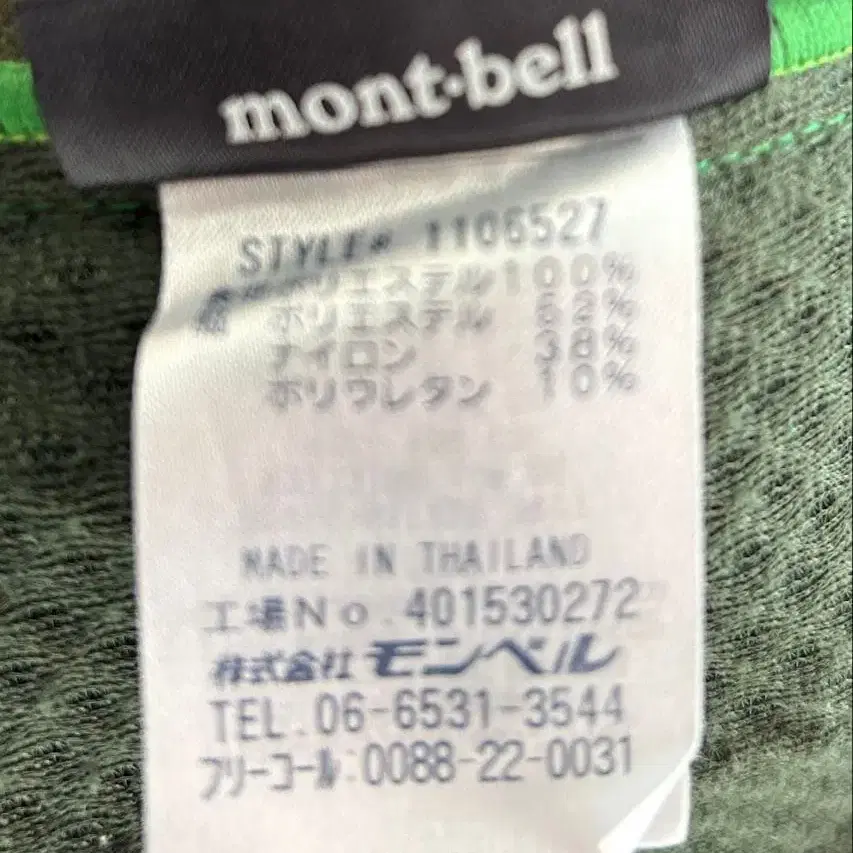 mont·bell
STYLE# 1106527
ポリエステル100%
ポリエステル 52%
ナイロン 38%
ポリウレタン 10%
MADE IN THAILAND
工場No.401530272
株式会社モンベル
TEL.06-6531-3544
フリーコール:0088-22-0031